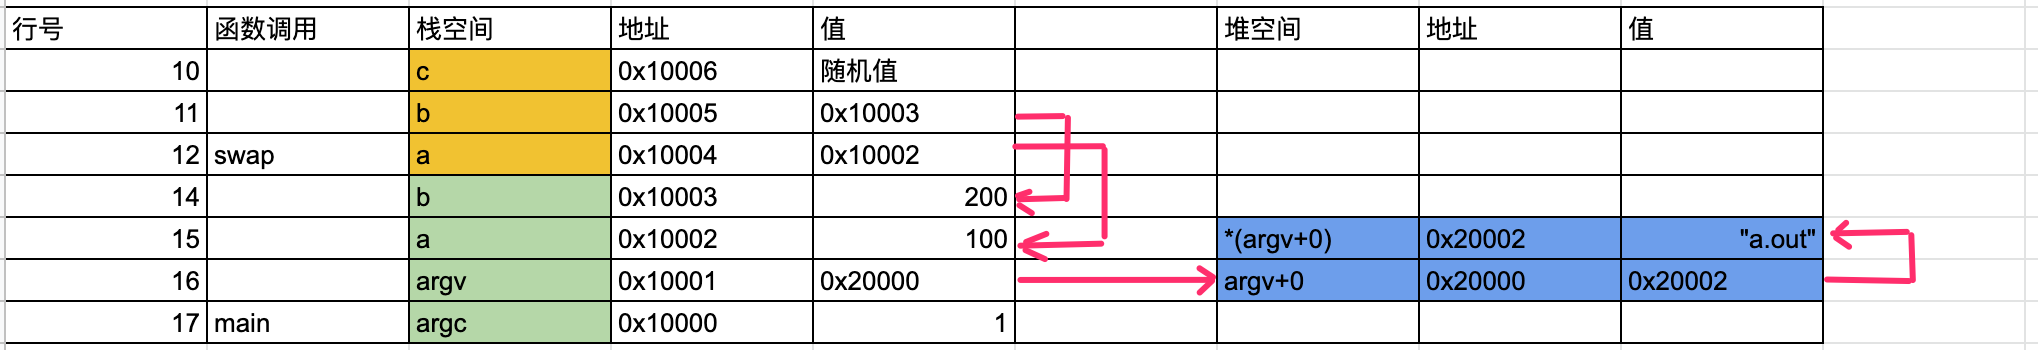 行号 函数调用 栈空间 地址 值 堆空间 地址 值
10 c 0x10006 随机值
11 b 0x10005 0x10003
12 swap a 0x10004 0x10002
14 b 0x10003 200
15 a 0x10002 100 *(argv+0) 0x20002 "a.out"
16 argv 0x10001 0x20000 argv+0 0x20000 0x20002
17 main argc 0x10000 1